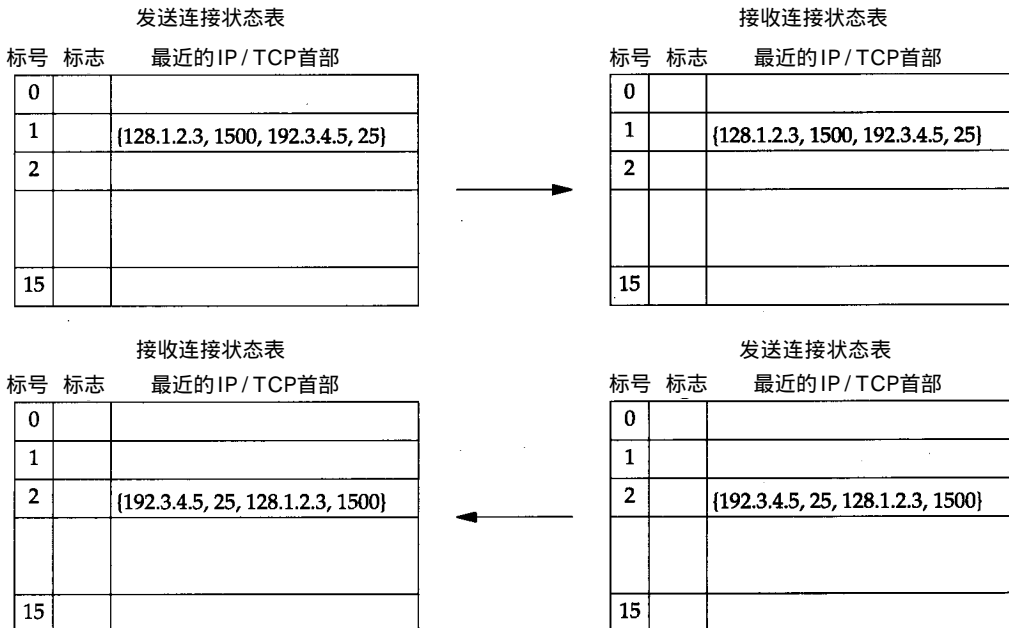 发送连接状态表
标号 标志 最近的IP/TCP首部
0
1 {128.1.2.3, 1500, 192.3.4.5, 25}
2
15
接收连接状态表
标号 标志 最近的IP/TCP首部
0
1 {128.1.2.3, 1500, 192.3.4.5, 25}
2
15
接收连接状态表
标号 标志 最近的IP/TCP首部
0
1
2 {192.3.4.5, 25, 128.1.2.3, 1500}
15
发送连接状态表
标号 标志 最近的IP/TCP首部
0
1
2 {192.3.4.5, 25, 128.1.2.3, 1500}
15